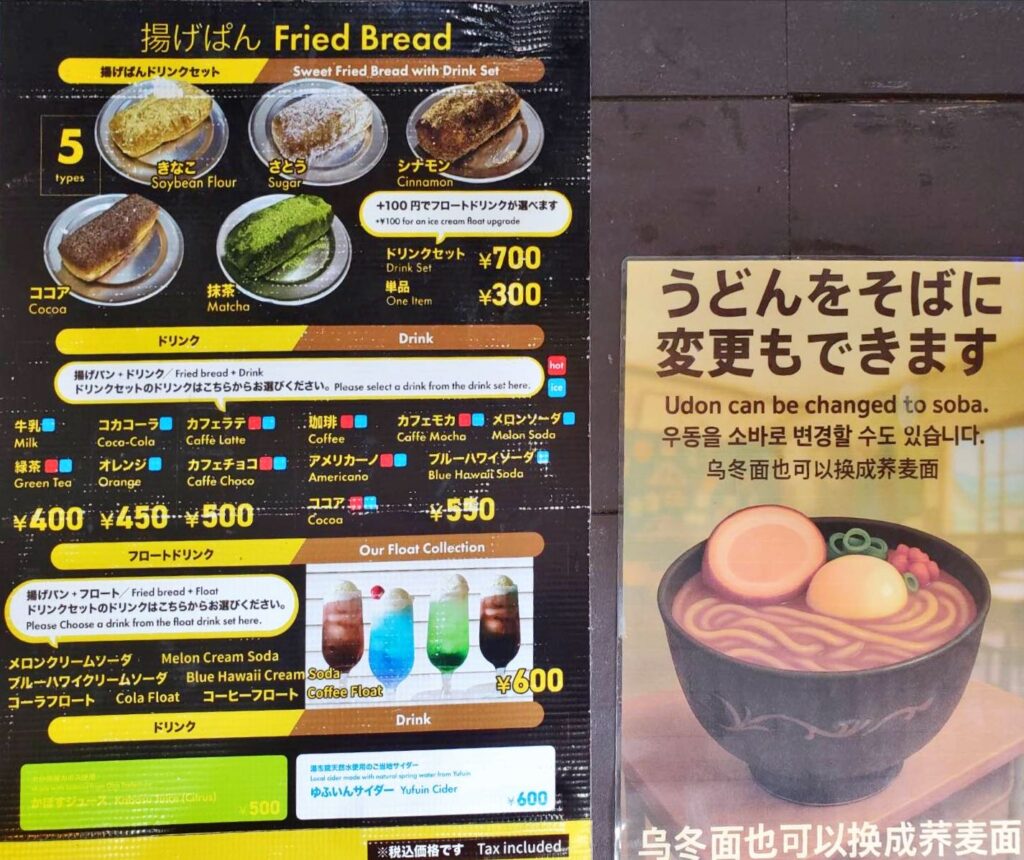 揚げぱん Fried Bread
揚げぱんドリンクセット Sweet Fried Bread with Drink Set
5
types
きなこ
Soybean Flour
さとう
Sugar
シナモン
Cinnamon
ココア
Cocoa
抹茶
Matcha
+100 円でフロートドリンクが選べます
+¥100 for an ice cream float upgrade
ドリンクセット
Drink Set
¥700
単品
One Item
¥300
ドリンク Drink
揚げパン + ドリンク/ Fried bread + Drink
ドリンクセットのドリンクはこちらからお選びください。Please select a drink from the drink set here.
hot
ice
牛乳
Milk
緑茶
Green Tea
¥400
コカコーラ
Coca-Cola
オレンジ
Orange
¥450
カフェラテ
Caffè Latte
カフェチョコ
Caffè Choco
¥500
珈琲
Coffee
アメリカーノ
Americano
ココア
Cocoa
カフェモカ
Caffè Mocha
メロンソーダ
Melon Soda
ブルーハワイソーダ
Blue Hawaii Soda
¥550
フロートドリンク Our Float Collection
揚げパン + フロート/ Fried bread + Float
ドリンクセットのドリンクはこちらからお選びください。
Please Choose a drink from the float drink set here.
メロンクリームソーダ Melon Cream Soda
ブルーハワイクリームソーダ Blue Hawaii Cream Soda
コーラフロート Cola Float コーヒーフロート Coffee Float
¥600
ドリンク Drink
かぼすジュース Kabosu Juice (Citrus)
¥500
湯布院天然水使用のご当地サイダー
Local cider made with natural spring water from Yufuin
ゆふいんサイダー Yufuin Cider
¥600
※税込価格です Tax included
うどんをそばに
変更もできます
Udon can be changed to soba.
우동을 소바로 변경할 수도 있습니다.
乌冬面也可以换成荞麦面
乌冬面也可以换成荞麦面